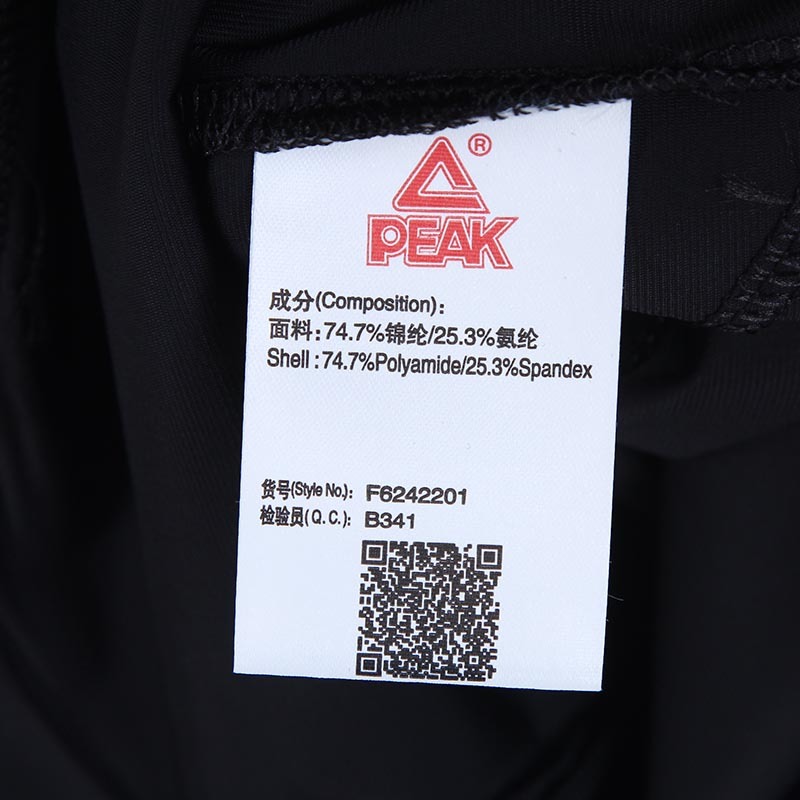 ®
PEAK
成分(Composition):
面料:74.7%锦纶/25.3%氨纶
Shell:74.7%Polyamide/25.3%Spandex
货号(Style No.): F6242201
检验员(Q.C.): B341